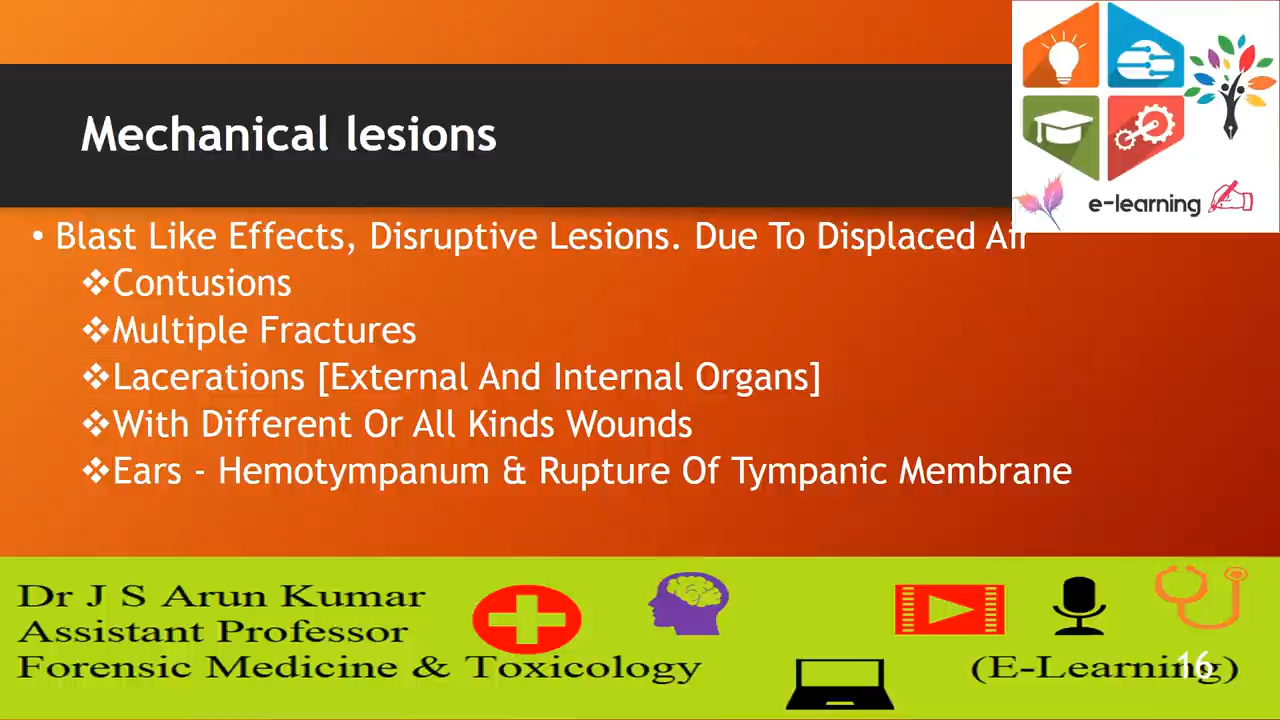 Mechanical lesions
e-learning
• Blast Like Effects, Disruptive Lesions. Due To Displaced Air
❖Contusions
❖Multiple Fractures
❖Lacerations [External And Internal Organs]
❖With Different Or All Kinds Wounds
❖Ears - Hemotympanum & Rupture Of Tympanic Membrane
Dr J S Arun Kumar
Assistant Professor
Forensic Medicine & Toxicology
(E-Learning)
16